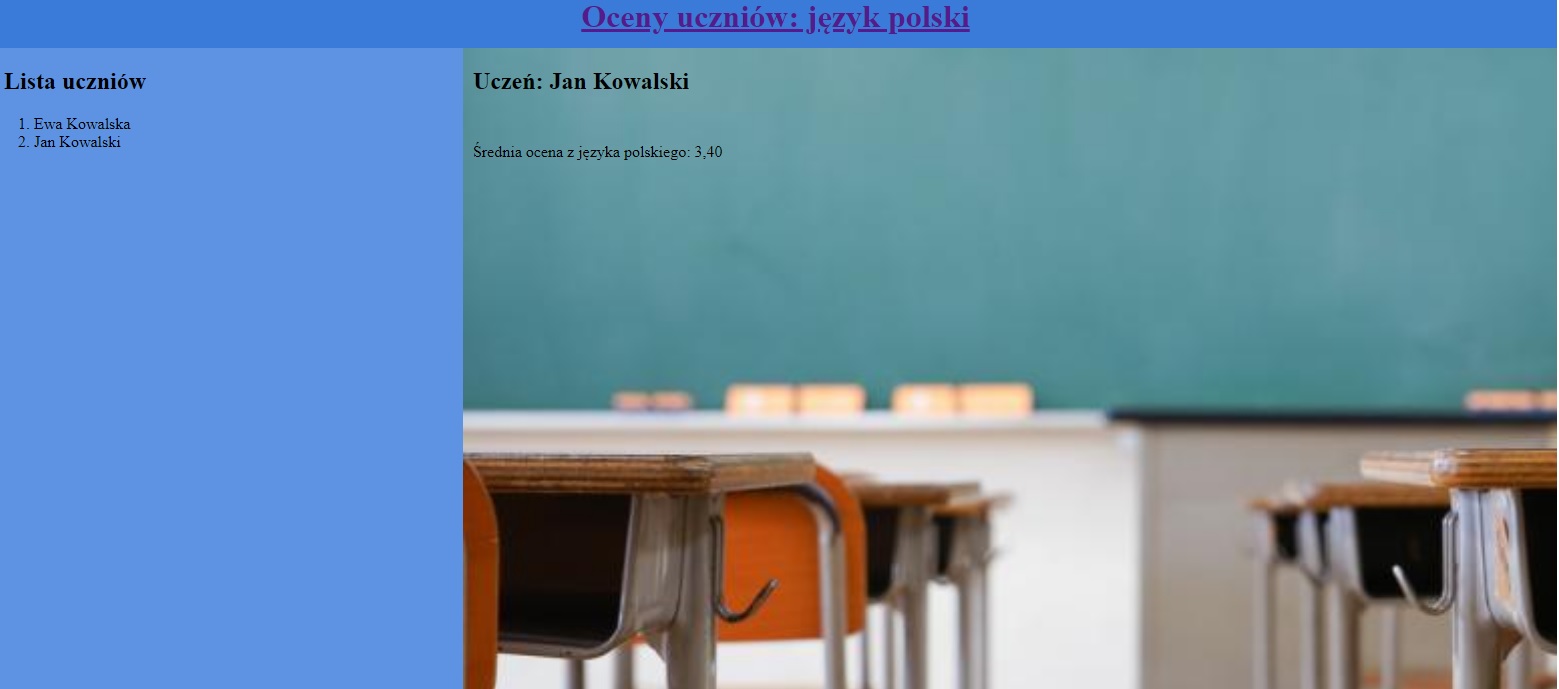 Oceny uczniów: język polski
Lista uczniów
1. Ewa Kowalska
2. Jan Kowalski
Uczeń: Jan Kowalski
Średnia ocena z języka polskiego: 3,40